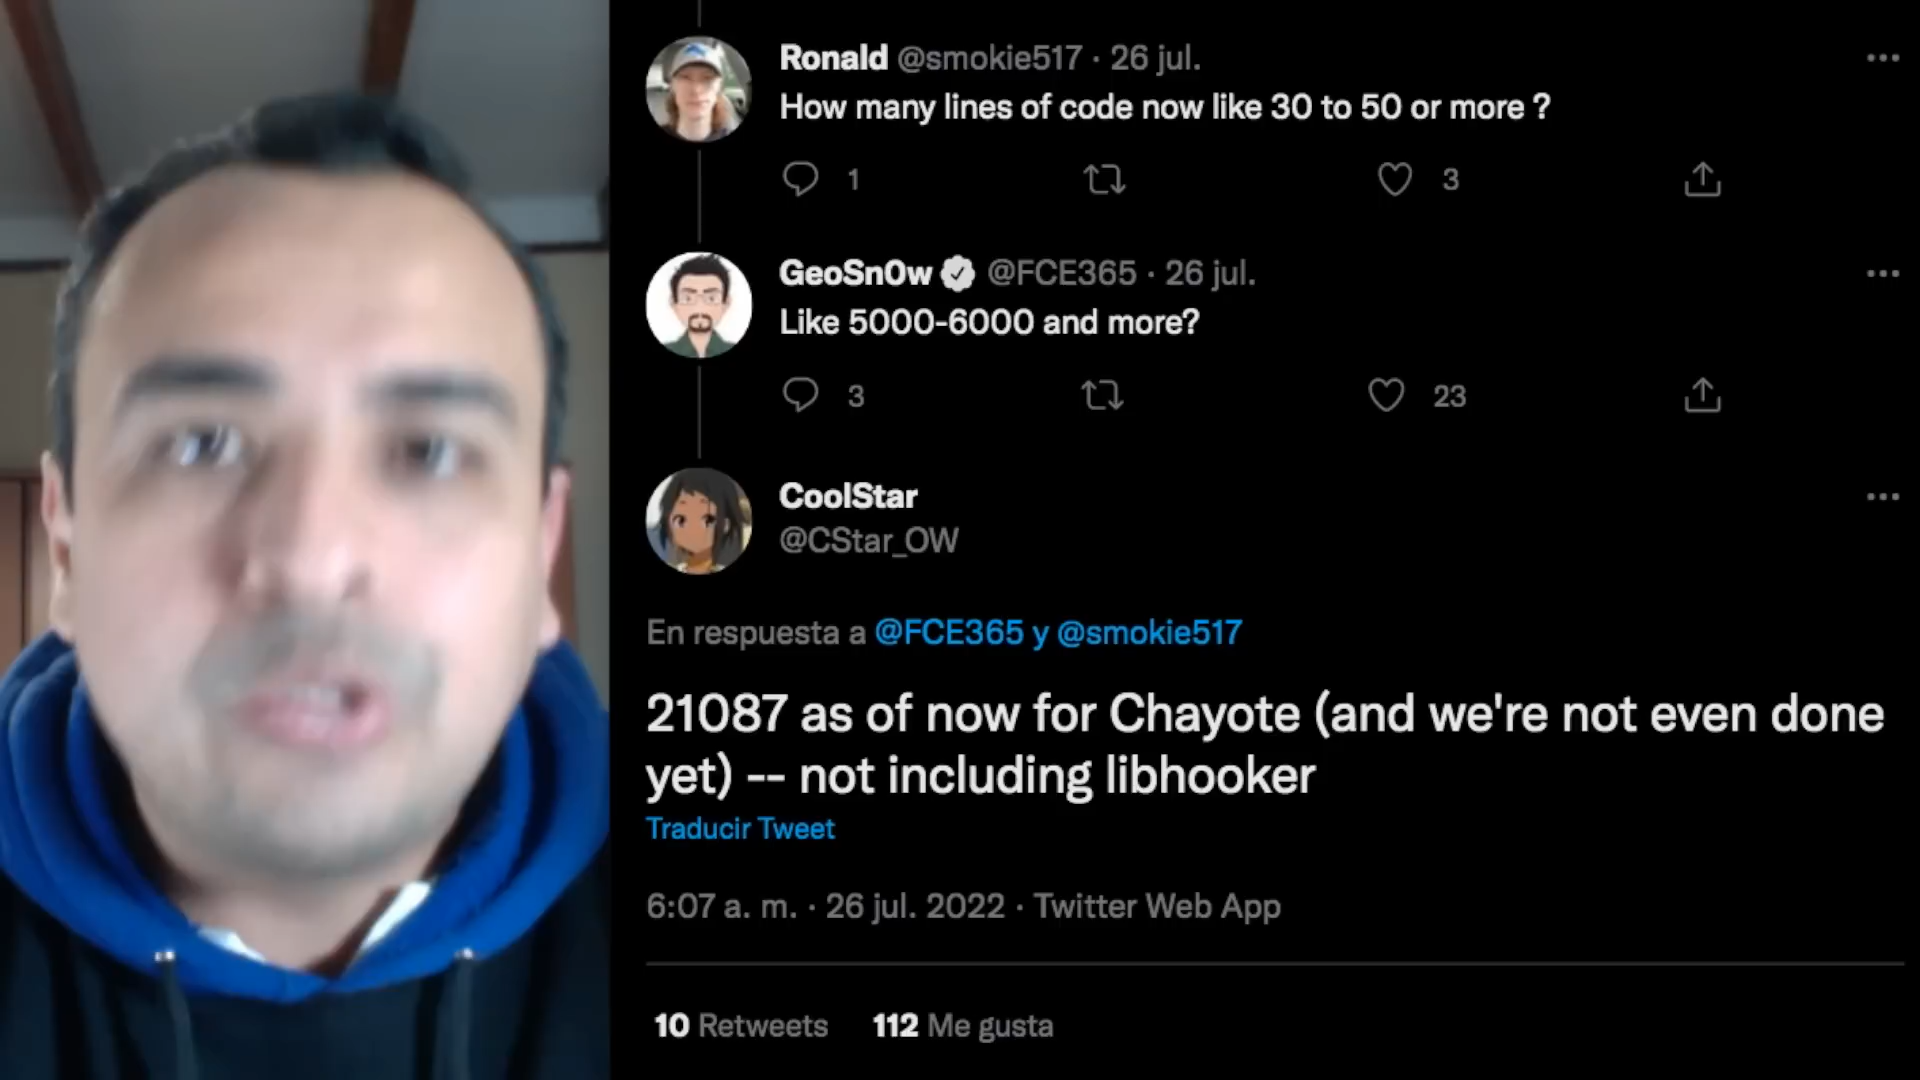 Ronald @smokie517 · 26 jul.
How many lines of code now like 30 to 50 or more ?
1 3
GeoSn0w @FCE365 · 26 jul.
Like 5000-6000 and more?
3 23
CoolStar
@CStar_OW
En respuesta a @FCE365 y @smokie517
21087 as of now for Chayote (and we're not even done
yet) -- not including libhooker
Traducir Tweet
6:07 a. m. · 26 jul. 2022 · Twitter Web App
10 Retweets 112 Me gusta